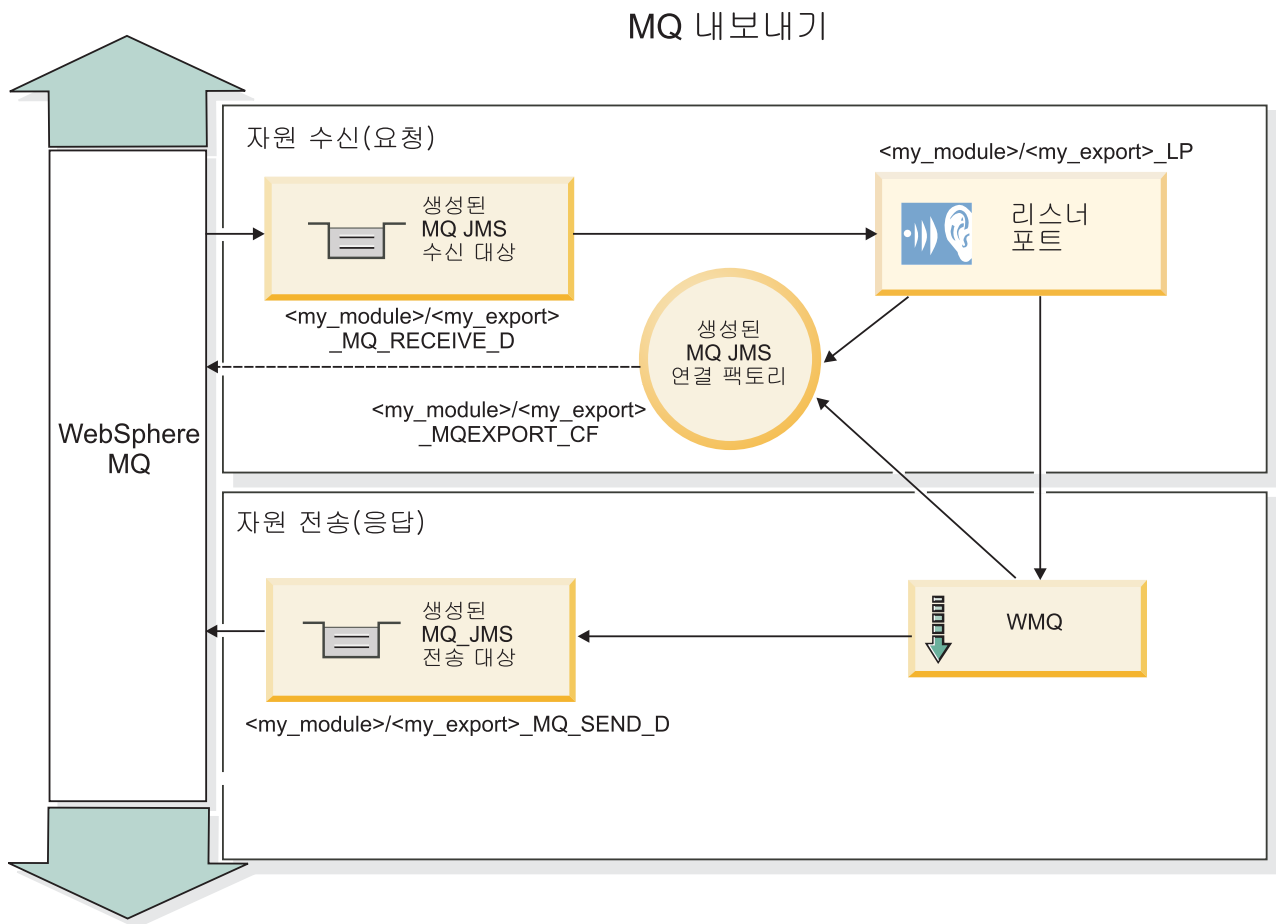 MQ 내보내기
자원 수신(요청)
<my_module>/<my_export>_LP
생성된
MQ JMS
수신 대상
리스너
포트
<my_module>/<my_export>
_MQ_RECEIVE_D
생성된
MQ JMS
연결 팩토리
<my_module>/<my_export>
_MQEXPORT_CF
WebSphere
MQ
자원 전송(응답)
생성된
MQ_JMS
전송 대상
WMQ
<my_module>/<my_export>_MQ_SEND_D